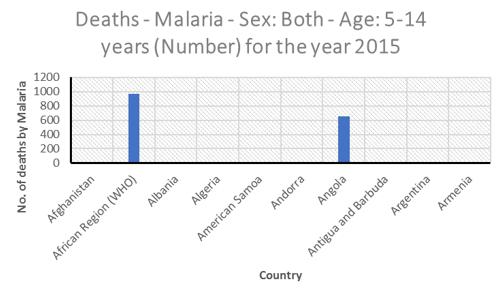 Deaths - Malaria - Sex: Both - Age: 5-14
years (Number) for the year 2015
No. of deaths by Malaria
1200
1000
800
600
400
200
0
Afghanistan
African Region (WHO)
Albania
Algeria
American Samoa
Andorra
Angola
Antigua and Barbuda
Argentina
Armenia
Country